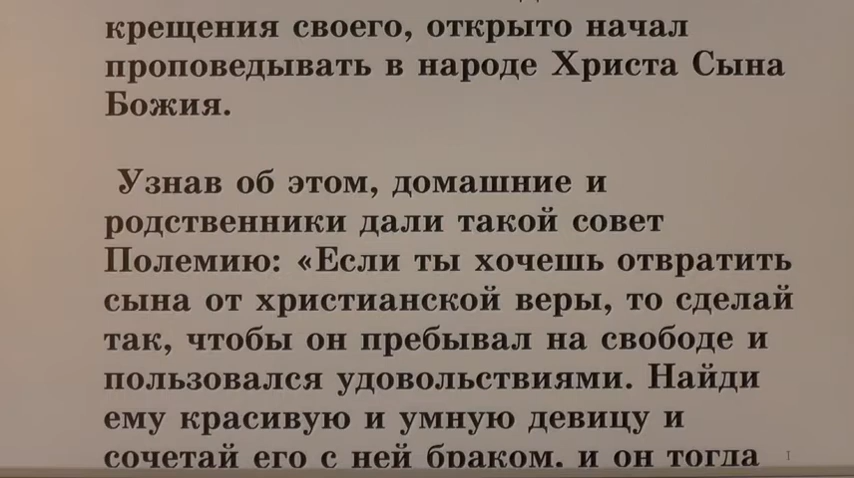 крещения своего, открыто начал
проповедывать в народе Христа Сына
Божия.
Узнав об этом, домашние и
родственники дали такой совет
Полемию: «Если ты хочешь отвратить
сына от христианской веры, то сделай
так, чтобы он пребывал на свободе и
пользовался удовольствиями. Найди
ему красивую и умную девицу и
сочетай его с ней браком, и он тогда